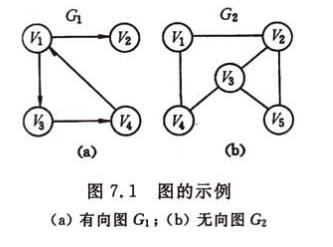 G₁ G₂
V₁ V₂ V₁ V₂
V₃
V₃ V₄ V₄ V₅
(a) (b)
图 7.1 图的示例
(a) 有向图 G₁；(b) 无向图 G₂